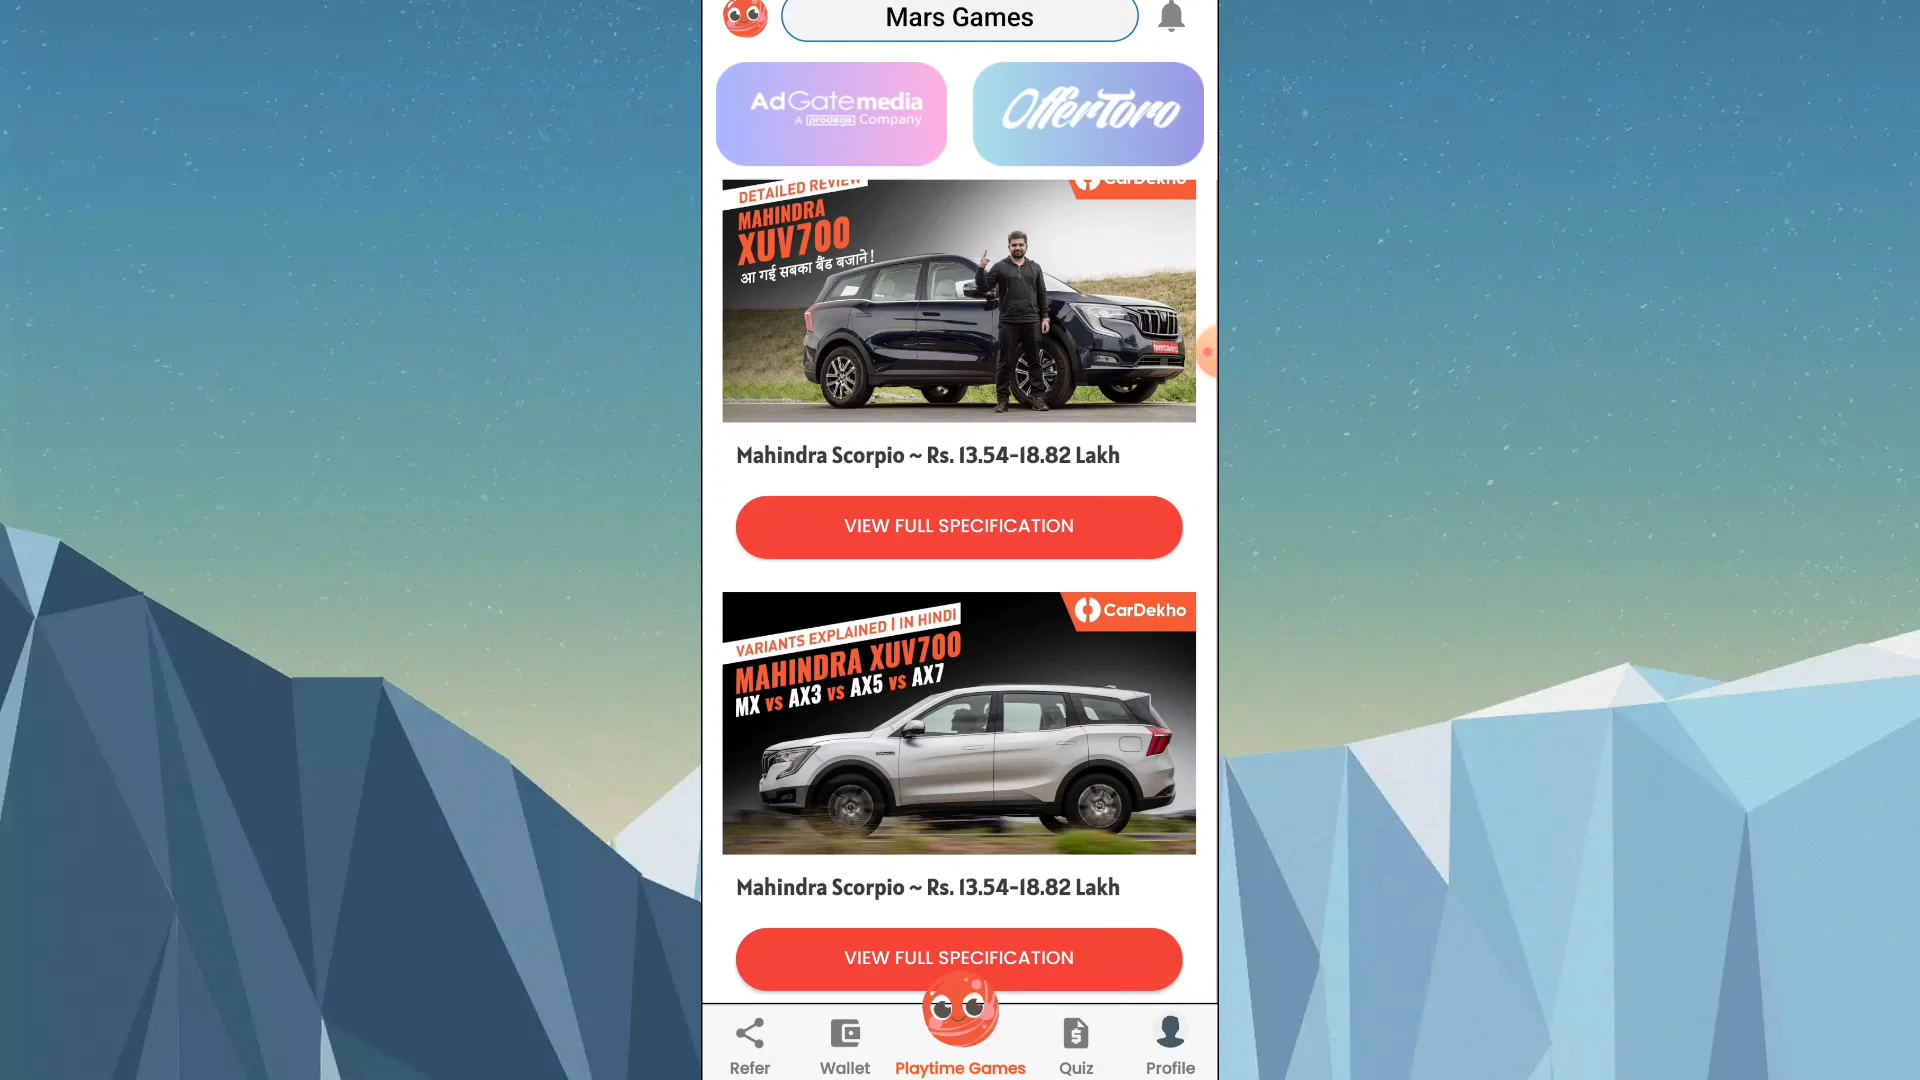 Mars Games
AdGatemedia
A prodege Company
OfferToro
DETAILED REVIEW
CarDekho
MAHINDRA
XUV700
आ गई सबका बैंड बजाने !
Mahindra Scorpio ~ Rs. 13.54-18.82 Lakh
VIEW FULL SPECIFICATION
CarDekho
VARIANTS EXPLAINED | IN HINDI
MAHINDRA XUV700
MX vs AX3 vs AX5 vs AX7
Mahindra Scorpio ~ Rs. 13.54-18.82 Lakh
VIEW FULL SPECIFICATION
Refer
Wallet
Playtime Games
Quiz
Profile